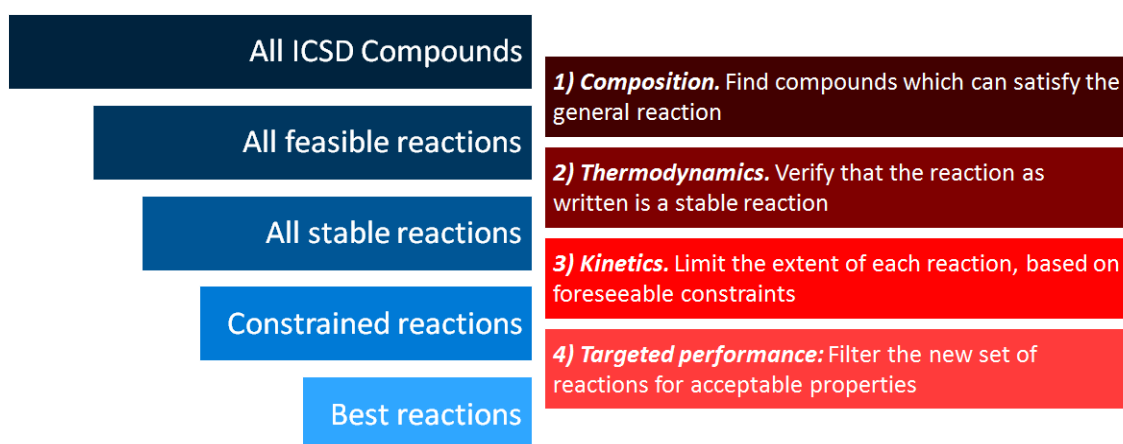 All ICSD Compounds
1) Composition. Find compounds which can satisfy the
general reaction
All feasible reactions
2) Thermodynamics. Verify that the reaction as
written is a stable reaction
All stable reactions
3) Kinetics. Limit the extent of each reaction, based on
foreseeable constraints
Constrained reactions
4) Targeted performance: Filter the new set of
reactions for acceptable properties
Best reactions